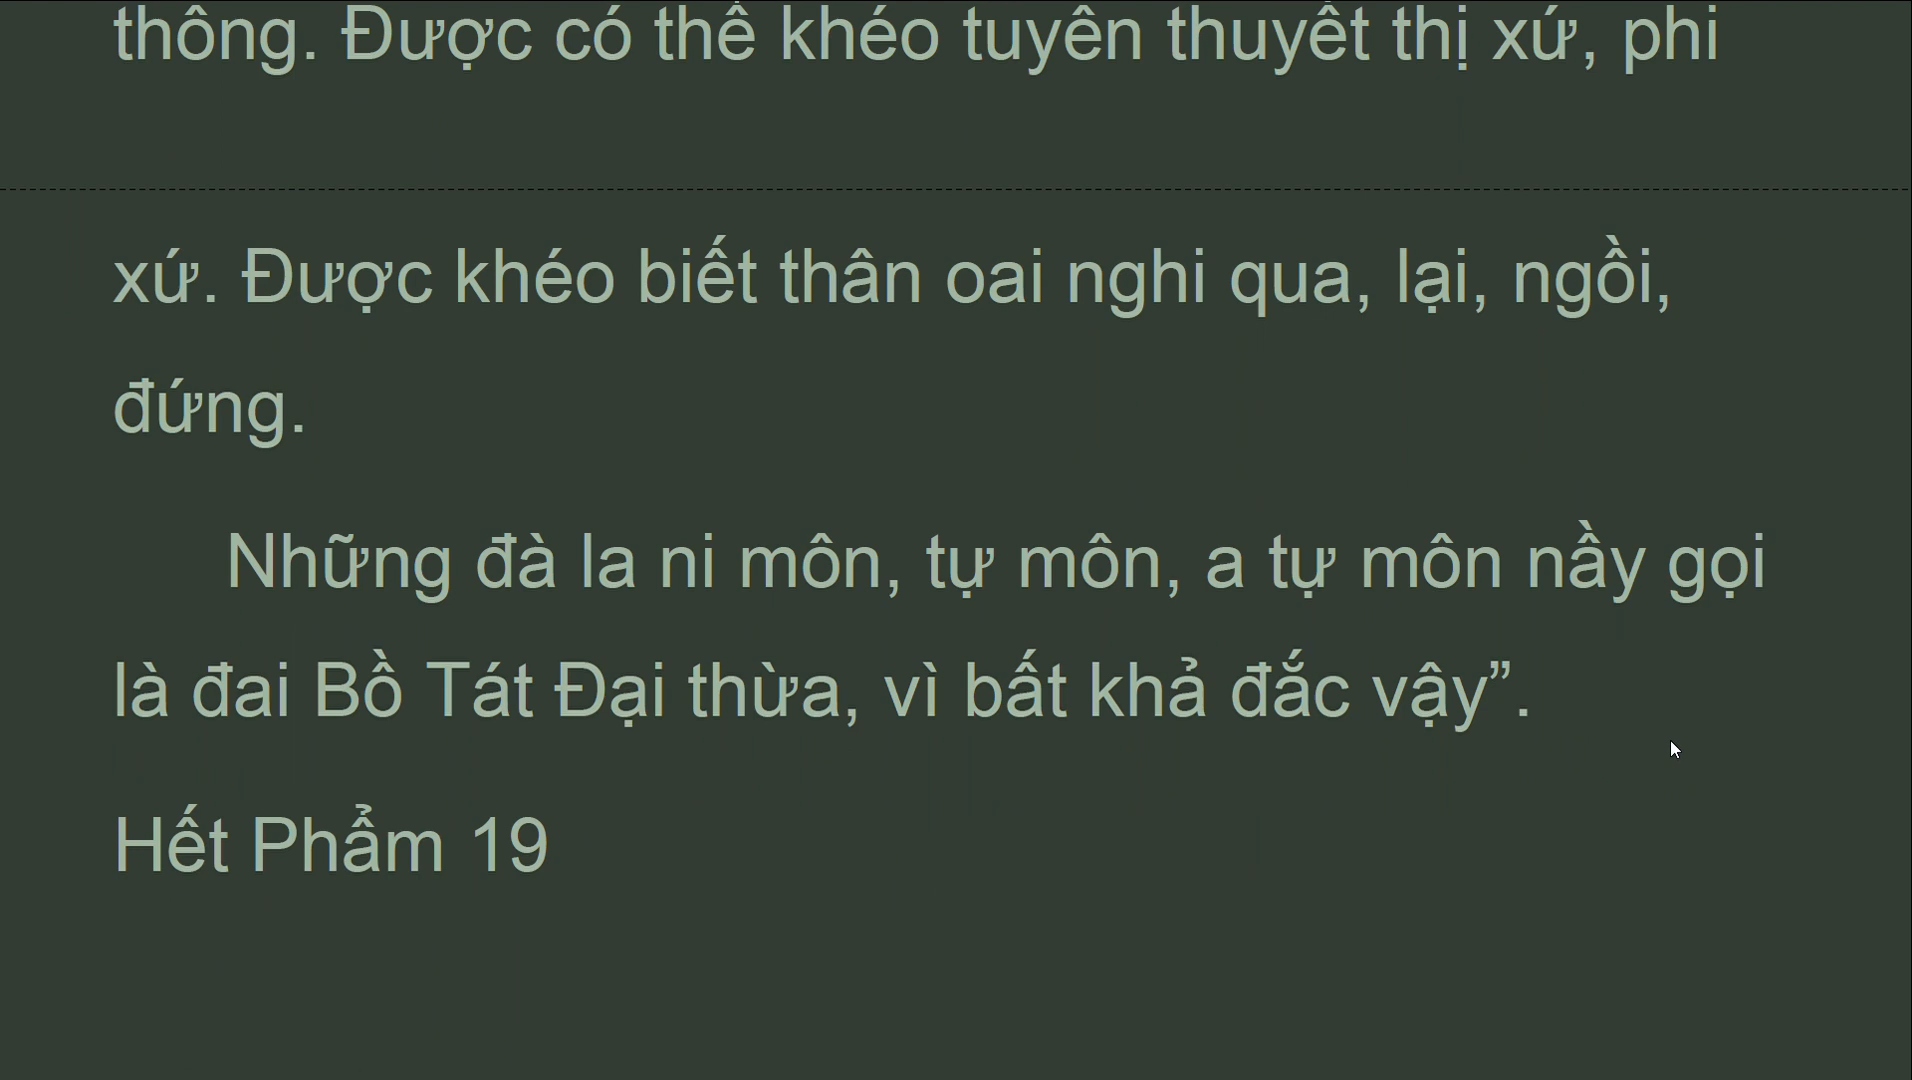 thông. Được có thể khéo tuyên thuyết thị xứ, phi
xứ. Được khéo biết thân oai nghi qua, lại, ngồi,
đứng.
Những đà la ni môn, tự môn, a tự môn nầy gọi
là đai Bồ Tát Đại thừa, vì bất khả đắc vậy”.
Hết Phẩm 19